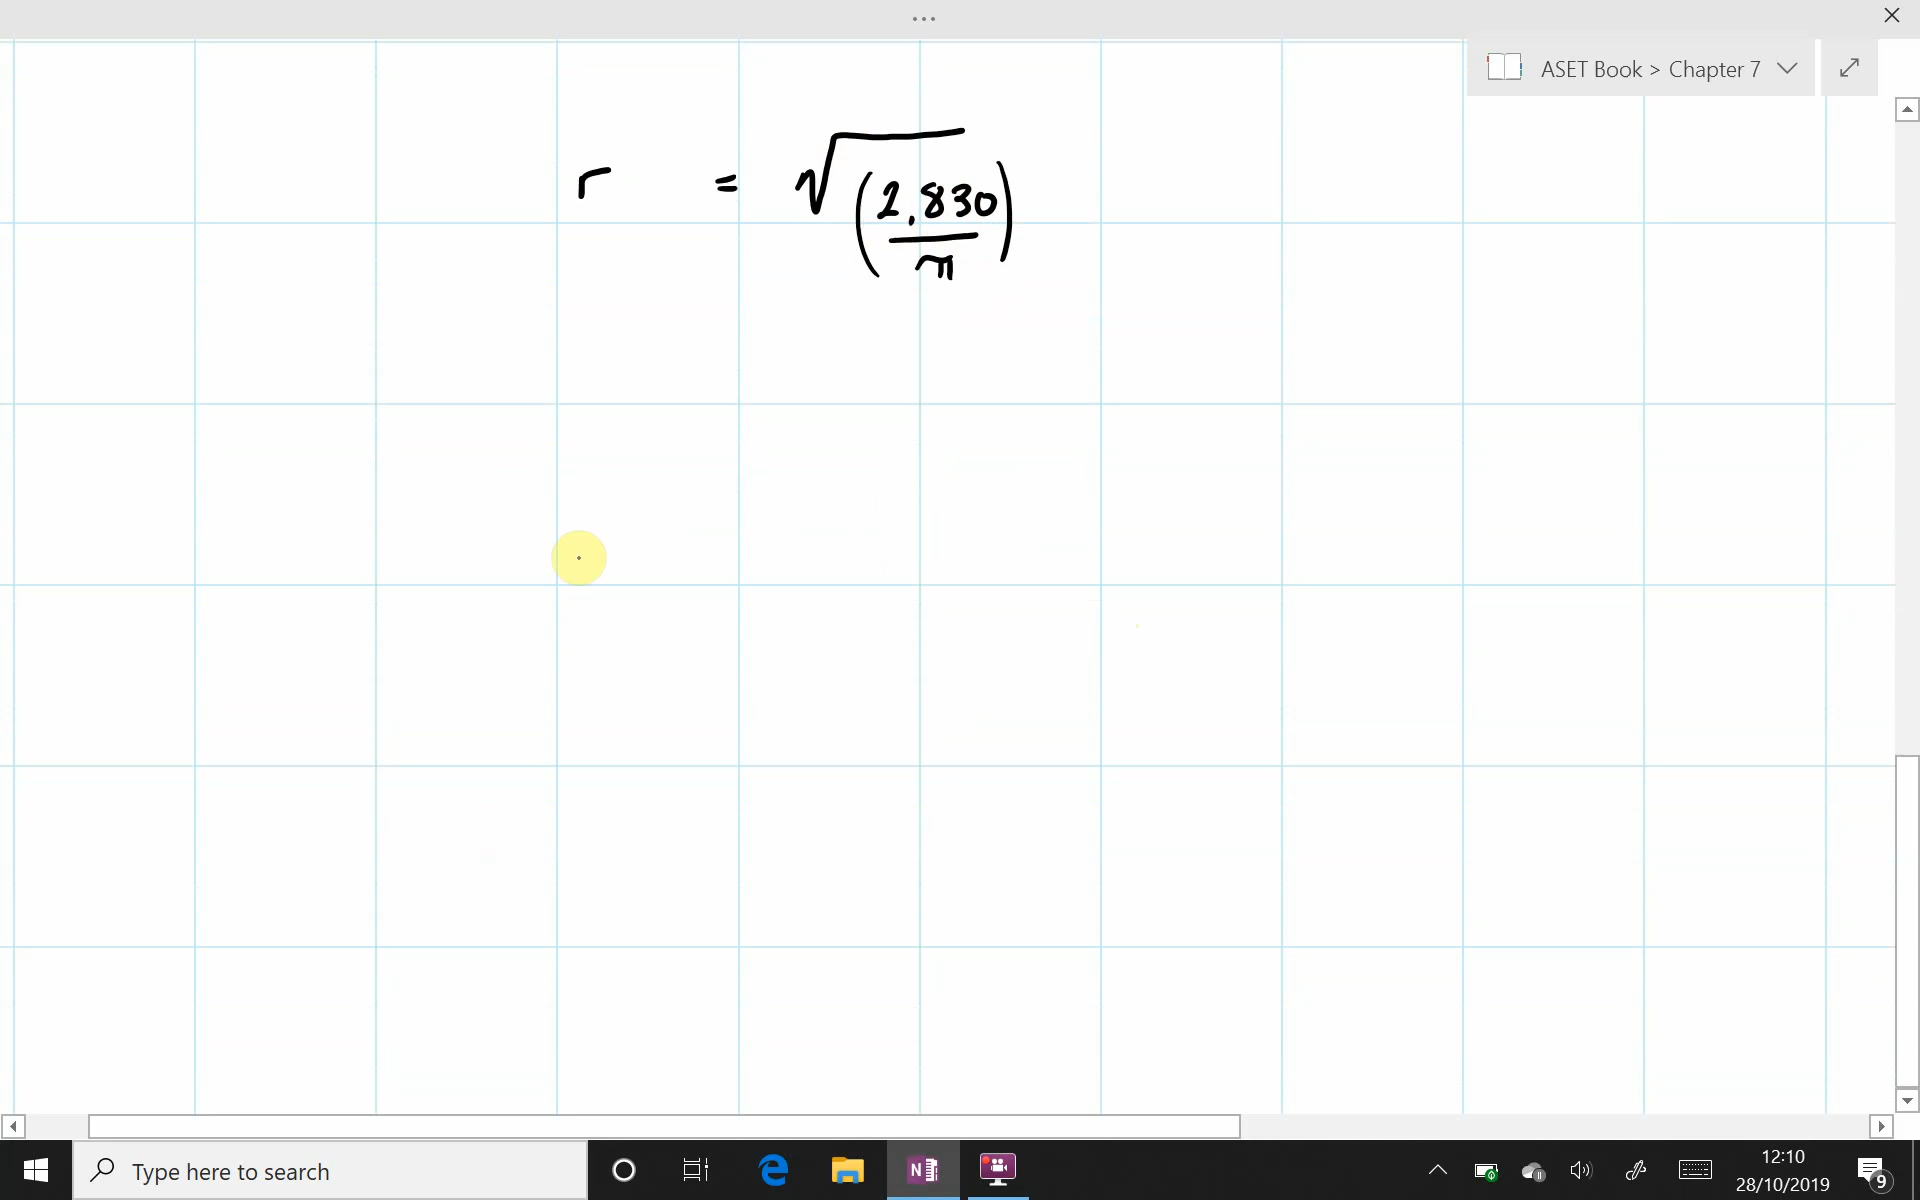 ASET Book > Chapter 7
r = √(2.830/π)
Type here to search
12:10
28/10/2019
9